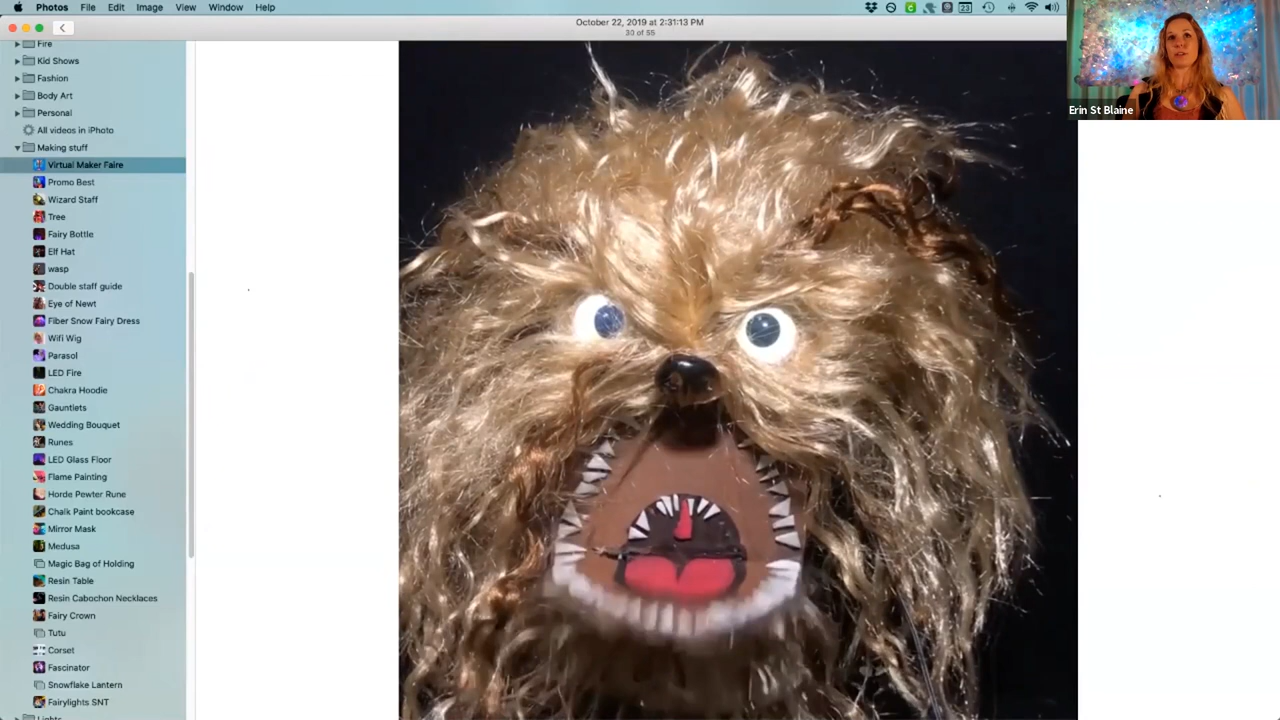 Photos File Edit Image View Window Help
23
October 22, 2019 at 2:31:13 PM
30 of 55
Fire
Kid Shows
Fashion
Body Art
Personal
All videos in iPhoto
Making stuff
Virtual Maker Faire
Promo Best
Wizard Staff
Tree
Fairy Bottle
Elf Hat
wasp
Double staff guide
Eye of Newt
Fiber Snow Fairy Dress
Wifi Wig
Parasol
LED Fire
Chakra Hoodie
Gauntlets
Wedding Bouquet
Runes
LED Glass Floor
Flame Painting
Horde Pewter Rune
Chalk Paint bookcase
Mirror Mask
Medusa
Magic Bag of Holding
Resin Table
Resin Cabochon Necklaces
Fairy Crown
Tutu
Corset
Fascinator
Snowflake Lantern
Fairylights SNT
Lights
Erin St Blaine